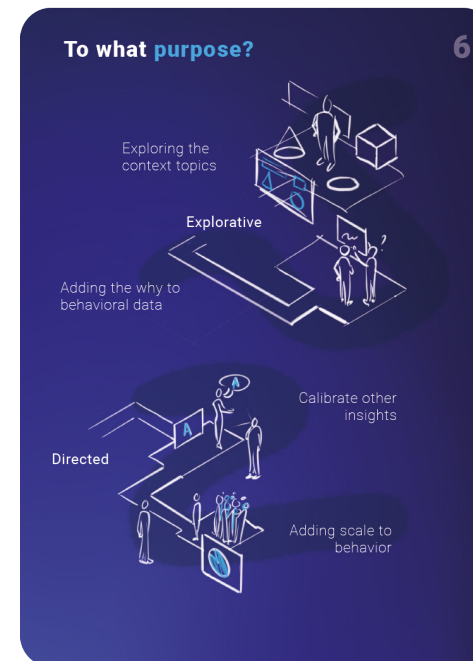 To what purpose?
6
Exploring the
context topics
Explorative
?
Adding the why to
behavioral data
A
A
Calibrate other
insights
Directed
Adding scale to
behavior